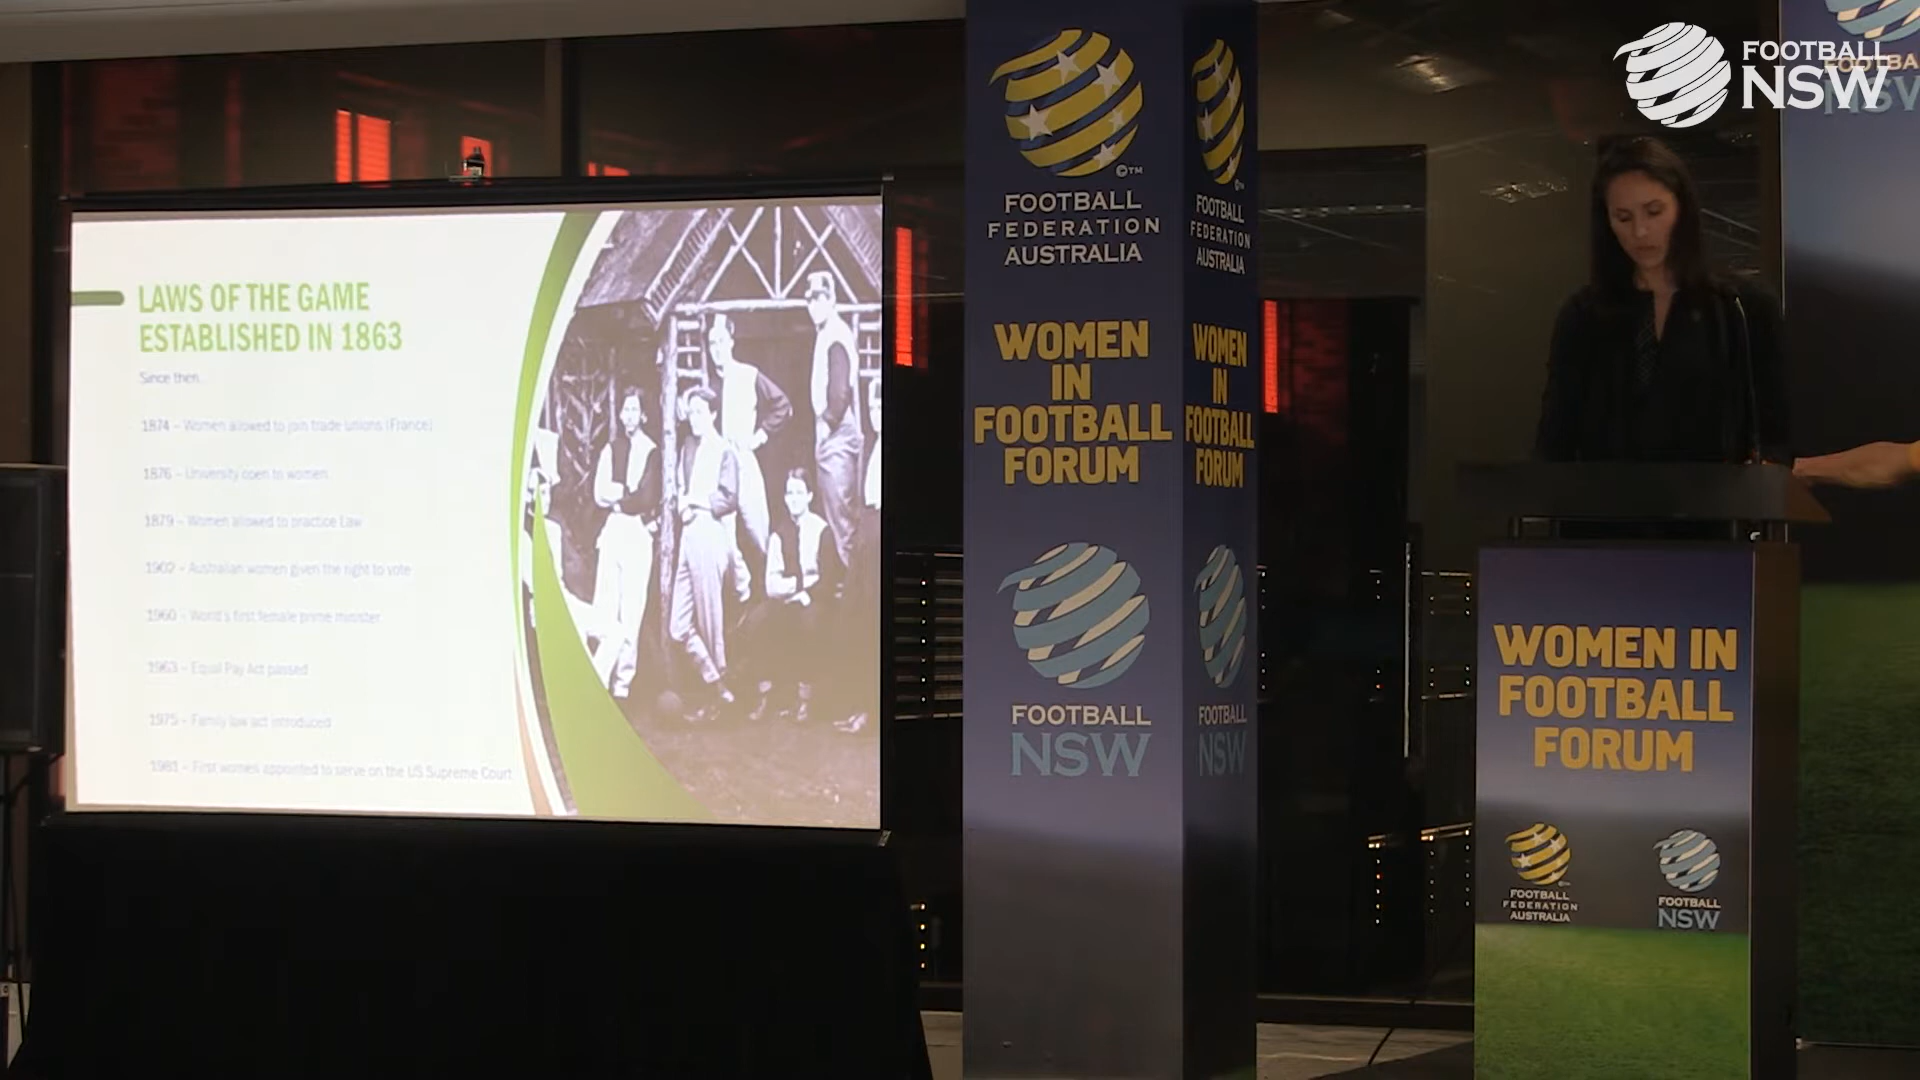 LAWS OF THE GAME
ESTABLISHED IN 1863
Since then..
1874 – Women allowed to join trade unions (France)
1876 – University open to women
1879 – Women allowed to practice Law
1902 – Australian women given the right to vote
1960 – World's first female prime minister
1963 – Equal Pay Act passed
1975 – Family law act introduced
1981 – First women appointed to serve on the US Supreme Court
©™
FOOTBALL
FEDERATION
AUSTRALIA
WOMEN
IN
FOOTBALL
FORUM
FOOTBALL
NSW
FOOTBALL
FEDERATION
AUSTRALIA
WOMEN
IN
FOOTBALL
FORUM
FOOTBALL
NSW
FOOTBALL
NSW
WOMEN IN
FOOTBALL
FORUM
FOOTBALL
FEDERATION
AUSTRALIA
FOOTBALL
NSW